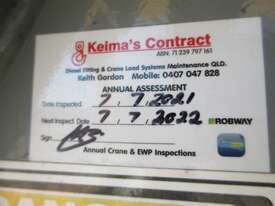 Keima's Contract
ABN: 71 239 797 161
Diesel Fitting & Crane Load Systems Maintenance QLD.
Keith Gordon Mobile: 0407 047 828
ANNUAL ASSESSMENT
Date Inspected: 7, 7, 2021
Next Inspect. Date 7, 7, 2022
ROBWAY
Sign
Annual Crane & EWP Inspections